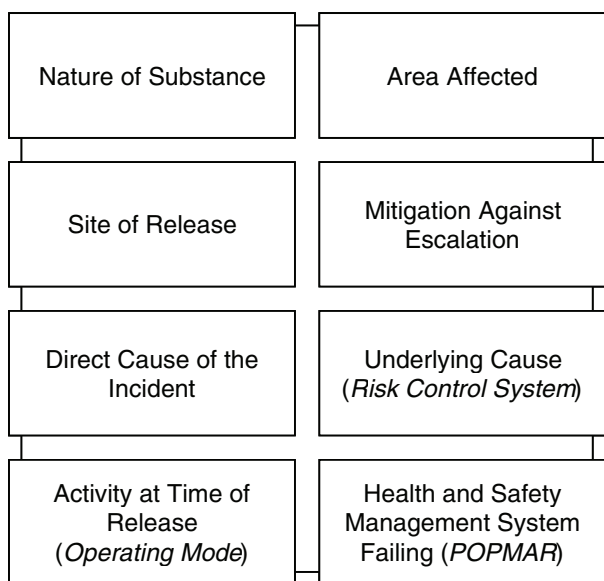 Nature of Substance
Area Affected
Site of Release
Mitigation Against
Escalation
Direct Cause of the
Incident
Underlying Cause
(Risk Control System)
Activity at Time of
Release
(Operating Mode)
Health and Safety
Management System
Failing (POPMAR)